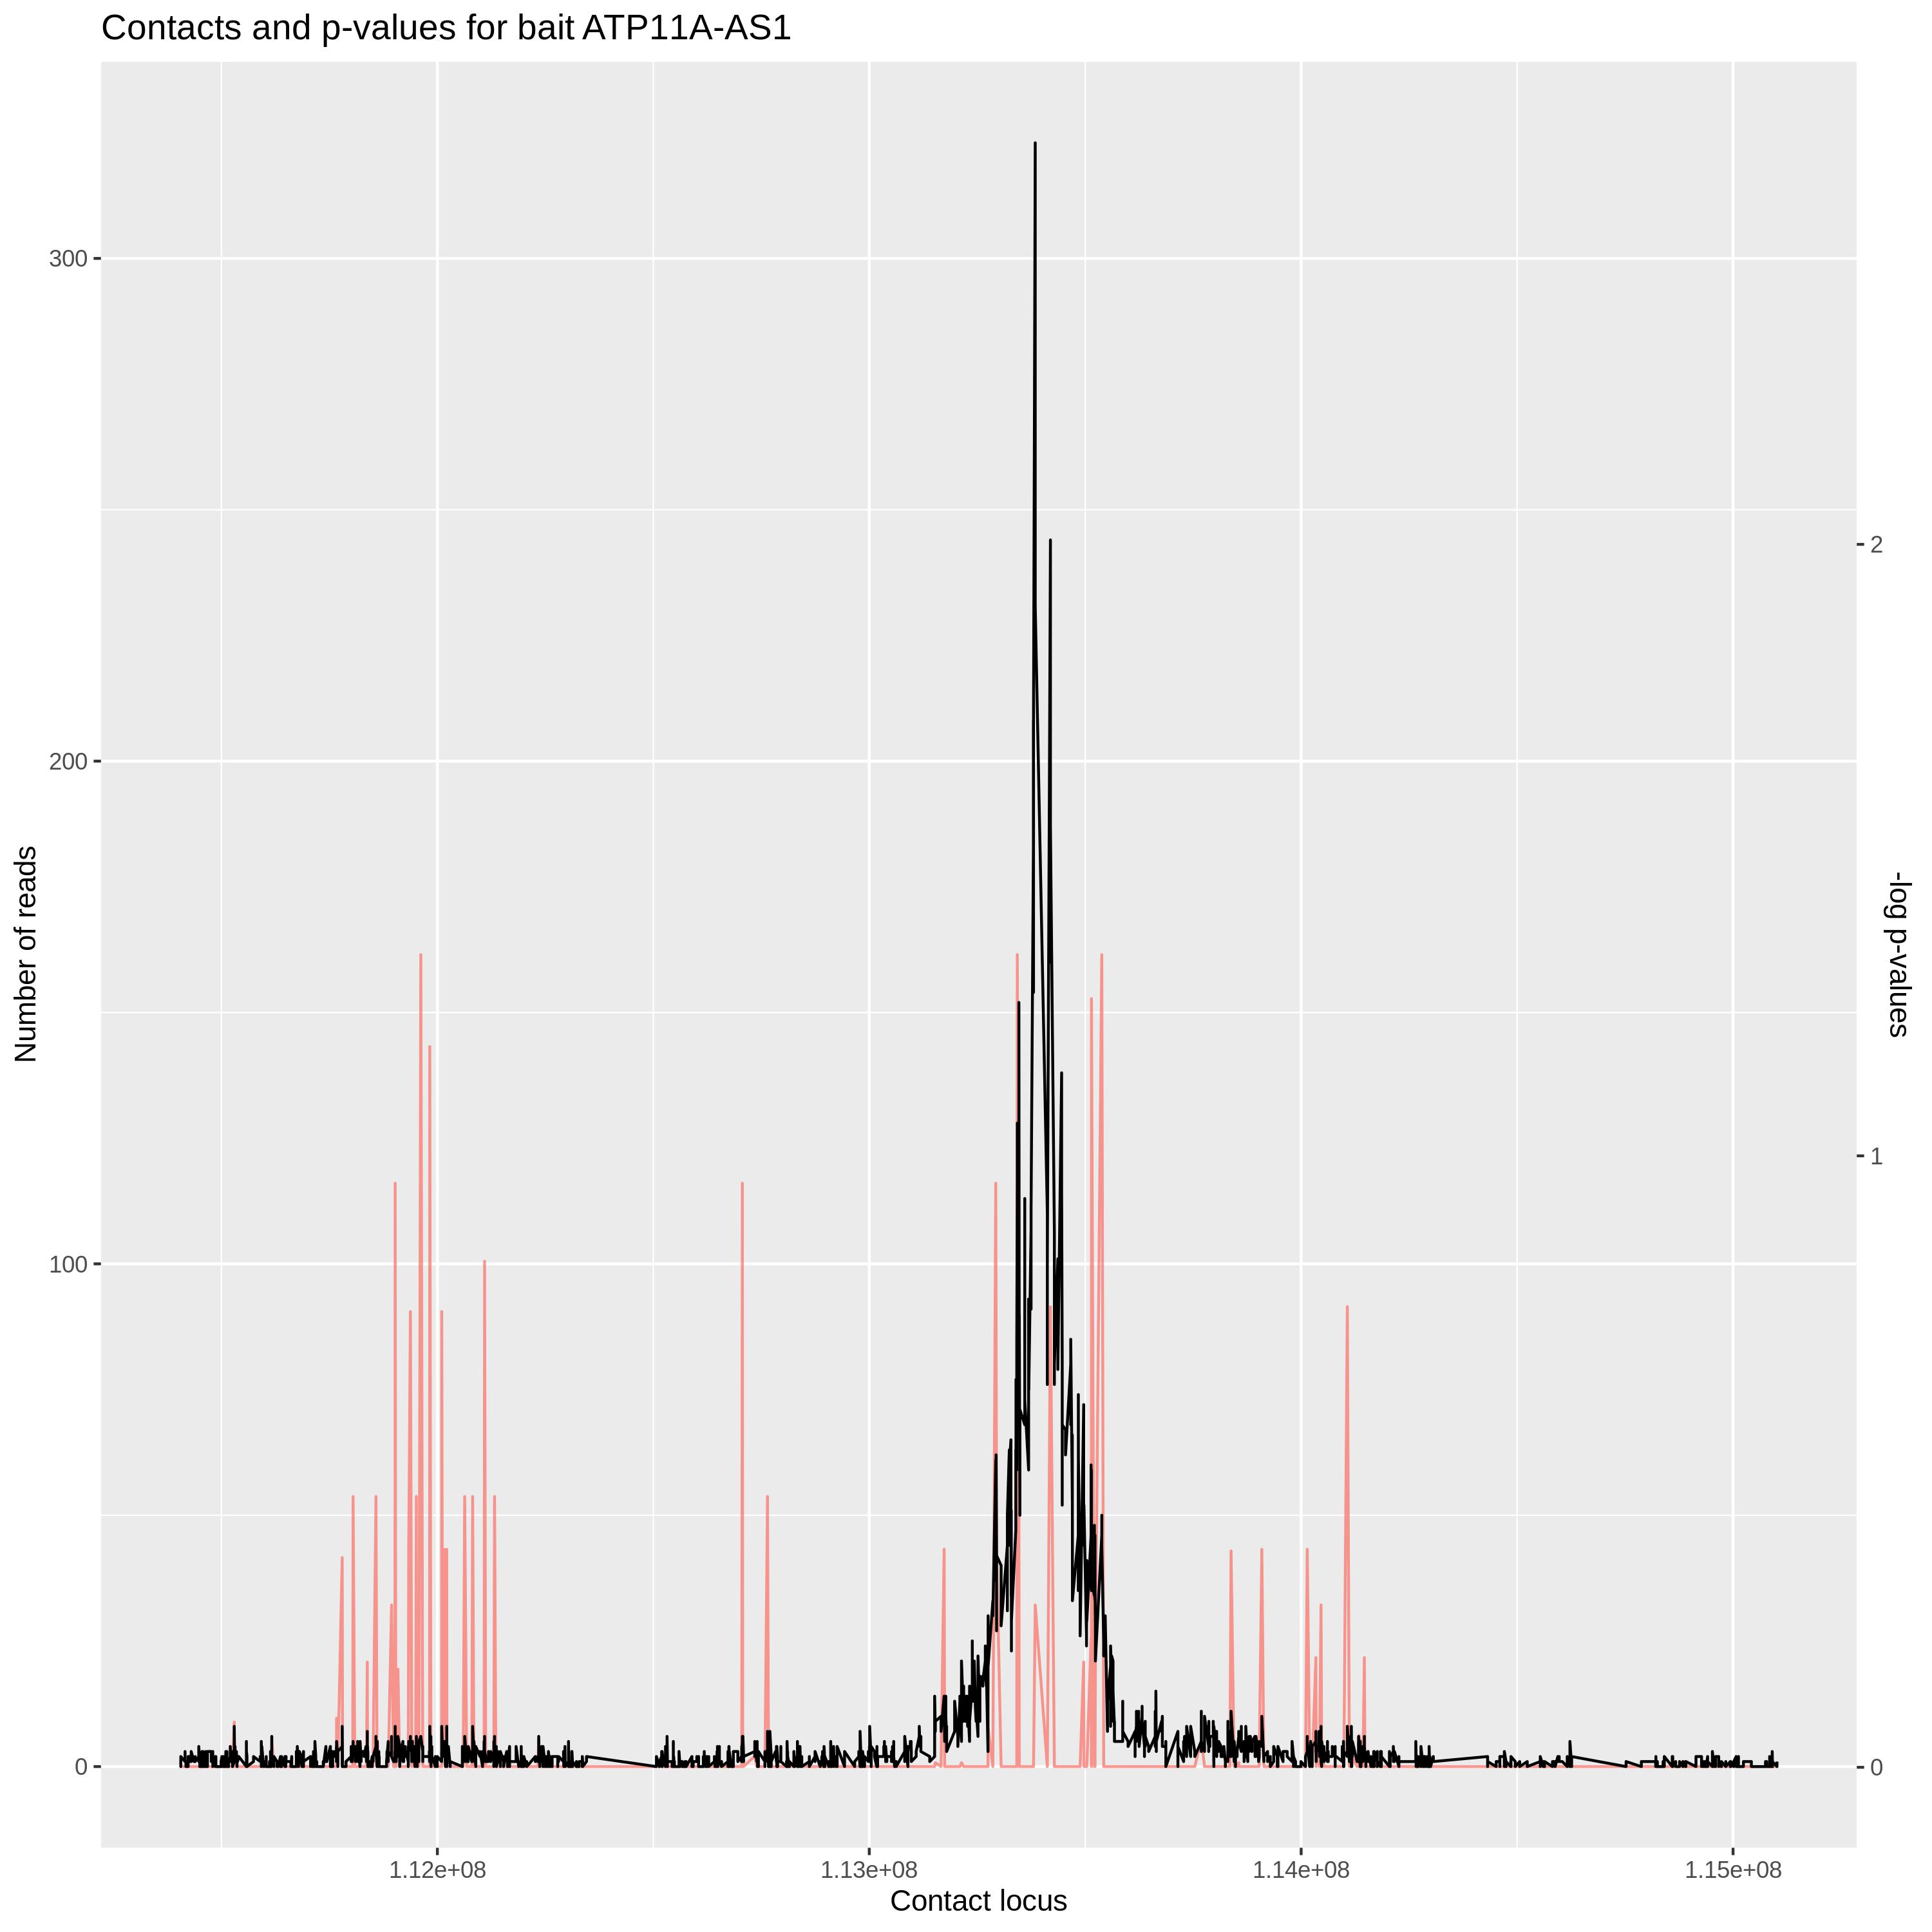 Contacts and p-values for bait ATP11A-AS1
300
200
100
0
Number of reads
2
1
0
-log p-values
1.12e+08
1.13e+08
1.14e+08
1.15e+08
Contact locus